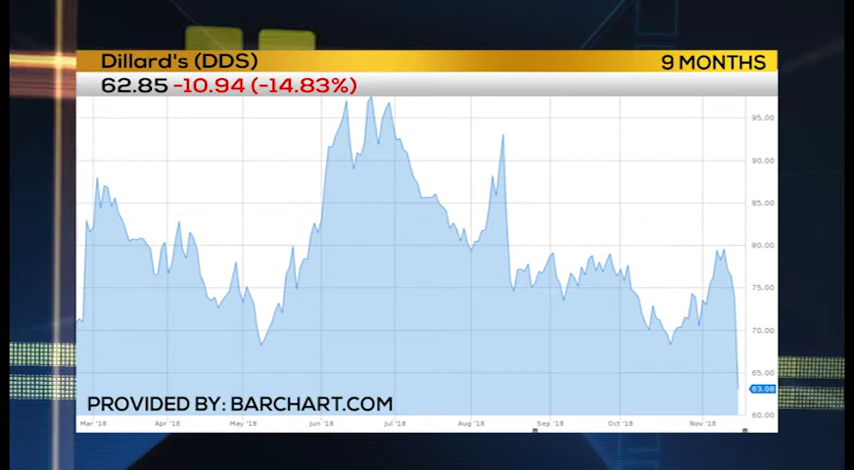 Dillard's (DDS) 9 MONTHS
62.85 -10.94 (-14.83%)
95.00
90.00
85.00
80.00
75.00
70.00
65.00
63.08
60.00
PROVIDED BY: BARCHART.COM
Mar '18 Apr '18 May '18 Jun '18 Jul '18 Aug '18 Sep '18 Oct '18 Nov '18